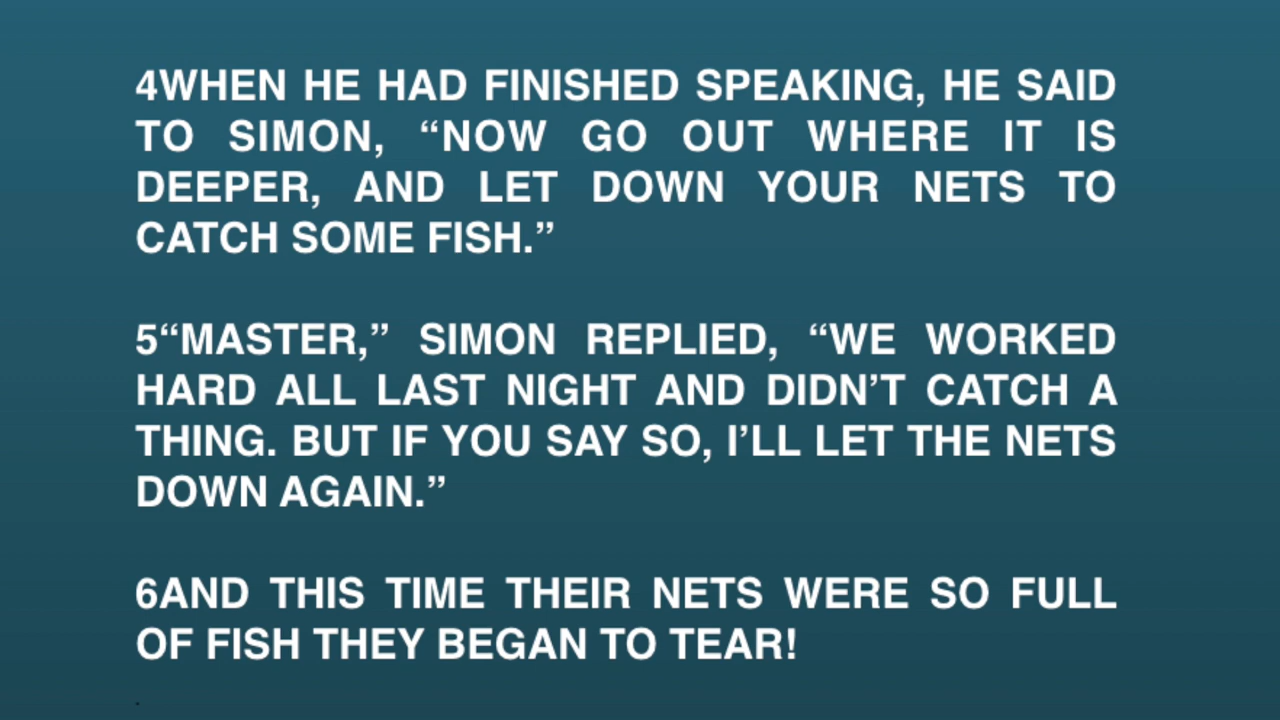 4WHEN HE HAD FINISHED SPEAKING, HE SAID
TO SIMON, “NOW GO OUT WHERE IT IS
DEEPER, AND LET DOWN YOUR NETS TO
CATCH SOME FISH.”
5“MASTER,” SIMON REPLIED, “WE WORKED
HARD ALL LAST NIGHT AND DIDN’T CATCH A
THING. BUT IF YOU SAY SO, I’LL LET THE NETS
DOWN AGAIN.”
6AND THIS TIME THEIR NETS WERE SO FULL
OF FISH THEY BEGAN TO TEAR!
.